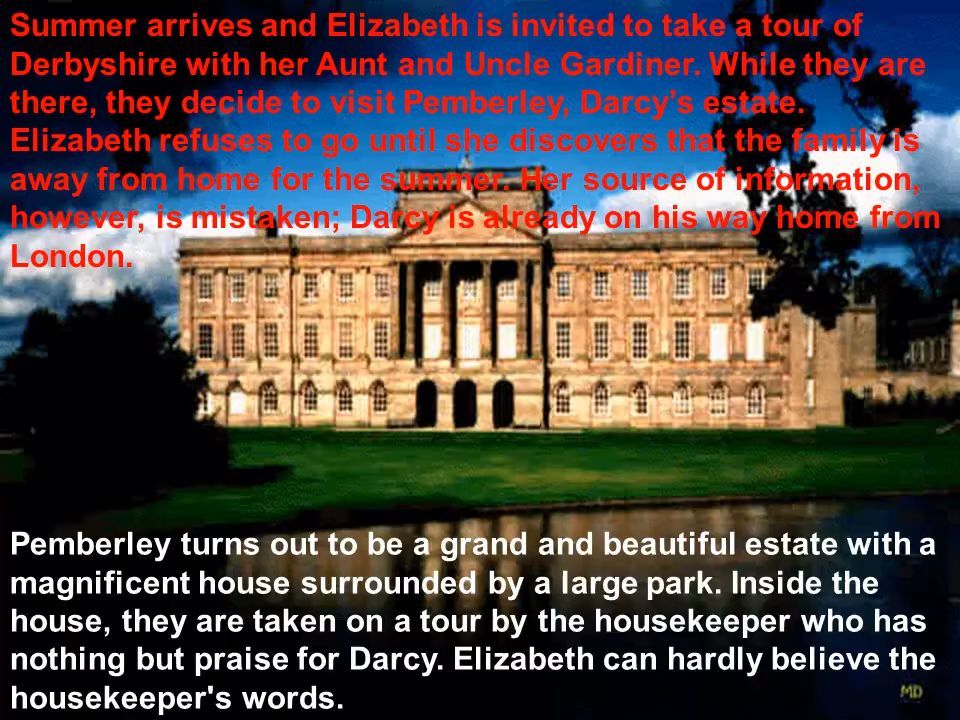 Summer arrives and Elizabeth is invited to take a tour of
Derbyshire with her Aunt and Uncle Gardiner. While they are
there, they decide to visit Pemberley, Darcy's estate.
Elizabeth refuses to go until she discovers that the family is
away from home for the summer. Her source of information,
however, is mistaken; Darcy is already on his way home from
London.
Pemberley turns out to be a grand and beautiful estate with a
magnificent house surrounded by a large park. Inside the
house, they are taken on a tour by the housekeeper who has
nothing but praise for Darcy. Elizabeth can hardly believe the
housekeeper's words.
MD